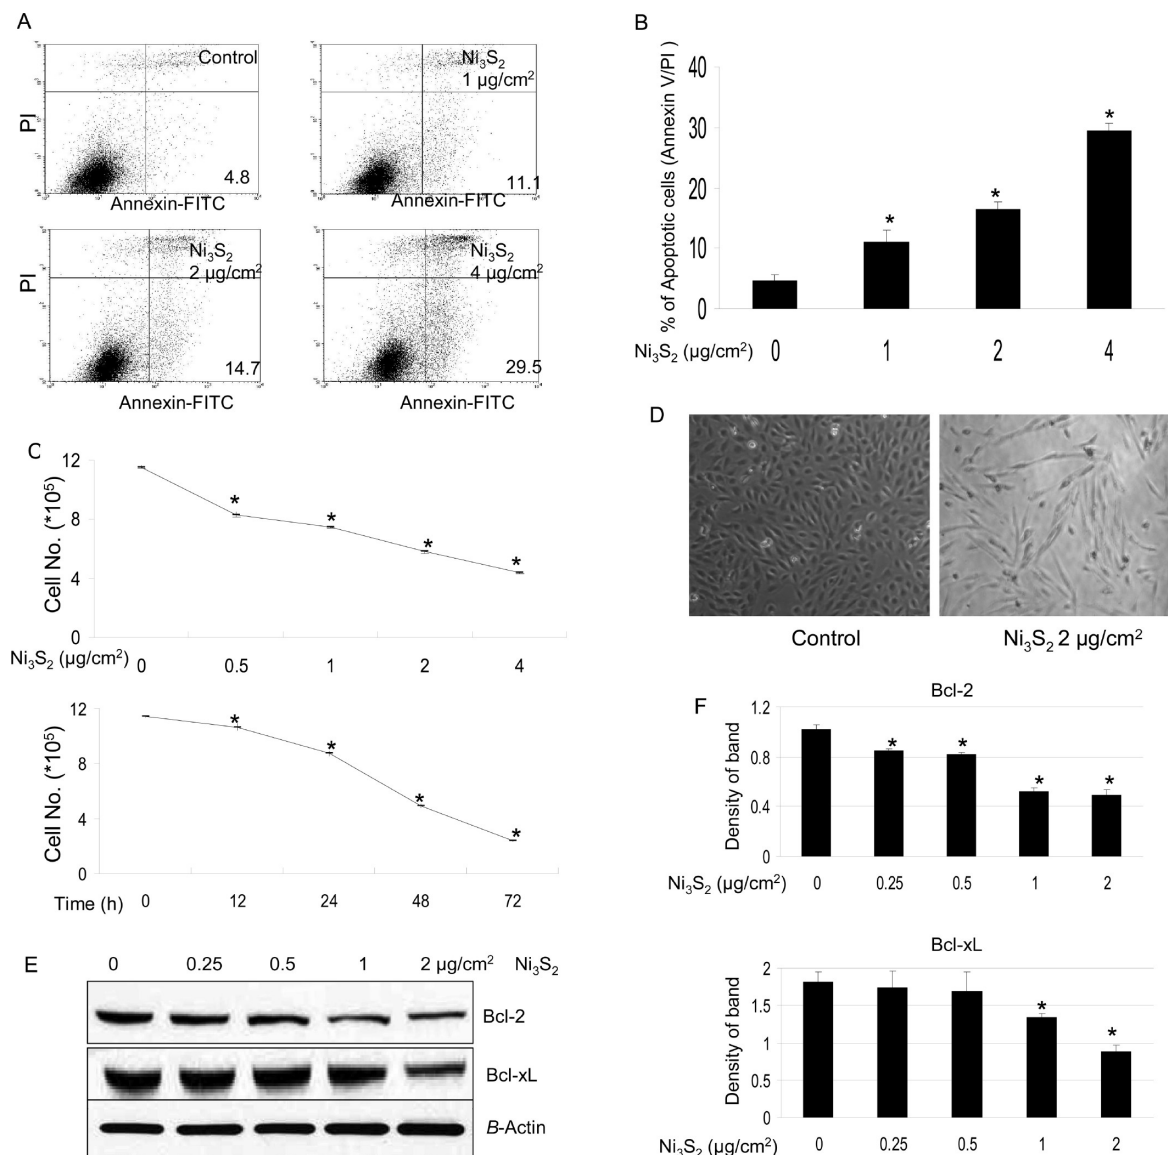 A
PI
Control
4.8
Annexin-FITC
Ni₃S₂
1 µg/cm²
11.1
Annexin-FITC
PI
Ni₃S₂
2 µg/cm²
14.7
Annexin-FITC
Ni₃S₂
4 µg/cm²
29.5
Annexin-FITC
B
% of Apoptotic cells (Annexin V/PI )
40
30
20
10
0
* * *
Ni₃S₂ (µg/cm²) 0 1 2 4
C
Cell No. (*10⁵)
12
8
4
0
* * * *
Ni₃S₂ (µg/cm²) 0 0.5 1 2 4
Cell No. (*10⁵)
12
8
4
0
* * * *
Time (h) 0 12 24 48 72
D
Control
Ni₃S₂ 2 µg/cm²
E
0 0.25 0.5 1 2 µg/cm² Ni₃S₂
Bcl-2
Bcl-xL
B-Actin
F
Bcl-2
Density of band
1.2
0.8
0.4
0
* * * *
Ni₃S₂ (µg/cm²) 0 0.25 0.5 1 2
Bcl-xL
Density of band
2
1.5
1
0.5
0
* *
Ni₃S₂ (µg/cm²) 0 0.25 0.5 1 2